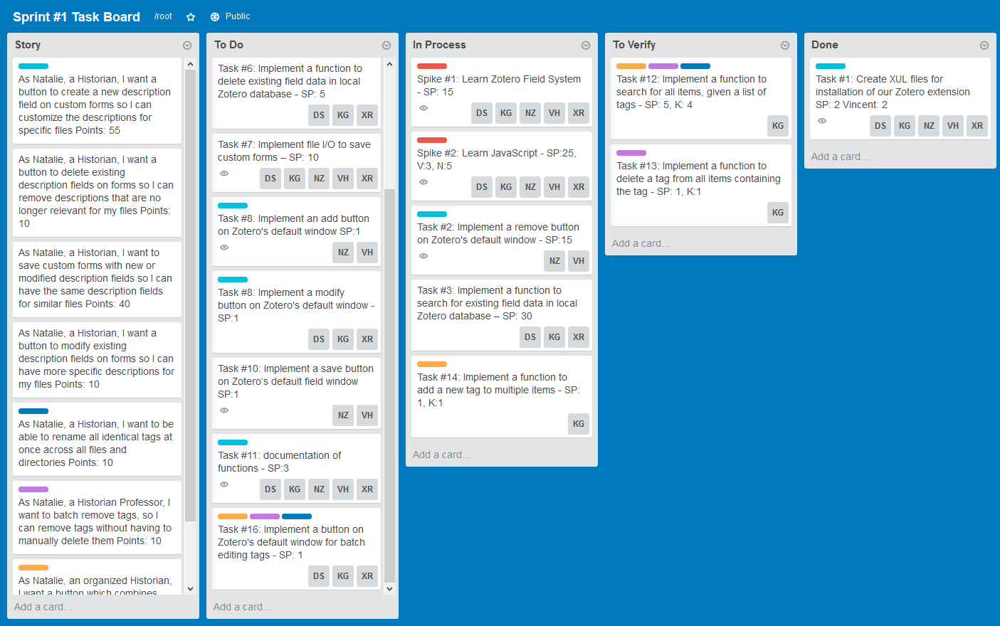 Sprint #1 Task Board /root Public
Story
As Natalie, a Historian, I want a
button to create a new description
field on custom forms so I can
customize the descriptions for
specific files Points: 55
As Natalie, a Historian, I want a
button to delete existing
description fields on forms so I can
remove descriptions that are no
longer relevant for my files Points:
10
As Natalie, a Historian, I want to
save custom forms with new or
modified description fields so I can
have the same description fields
for similar files Points: 40
As Natalie, a Historian, I want a
button to modify existing
description fields on forms so I can
have more specific descriptions for
my files Points: 10
As Natalie, a Historian, I want to be
able to rename all identical tags at
once across all files and
directories Points: 10
As Natalie, a Historian Professor, I
want to batch remove tags, so I
can remove tags without having to
manually delete them Points: 10
As Natalie, an organized Historian,
I want a button which combines
Add a card...
To Do
Task #6: Implement a function to
delete existing field data in local
Zotero database - SP: 5
DS KG XR
Task #7: Implement file I/O to save
custom forms – SP: 10
DS KG NZ VH XR
Task #8: Implement an add button
on Zotero's default window SP:1
NZ VH
Task #8: Implement a modify
button on Zotero's default window -
SP:1
DS KG XR
Task #10: Implement a save button
on Zotero’s default field window
SP:1
NZ VH
Task #11: documentation of
functions - SP:3
DS KG NZ VH XR
Task #16: Implement a button on
Zotero's default window for batch
editing tags - SP: 1
DS KG XR
Add a card...
In Process
Spike #1: Learn Zotero Field System
- SP: 15
DS KG NZ VH XR
Spike #2: Learn JavaScript - SP:25,
V:3, N:5
DS KG NZ VH XR
Task #2: Implement a remove button
on Zotero's default window - SP:15
NZ VH
Task #3: Implement a function to
search for existing field data in local
Zotero database – SP: 30
DS KG XR
Task #14: Implement a function to
add a new tag to multiple items - SP:
1, K:1
KG
Add a card...
To Verify
Task #12: Implement a function to
search for all items, given a list of
tags - SP: 5, K: 4
KG
Task #13: Implement a function to
delete a tag from all items containing
the tag - SP: 1, K:1
KG
Add a card...
Done
Task #1: Create XUL files for
installation of our Zotero extension
SP: 2 Vincent: 2
DS KG NZ VH XR
Add a card...